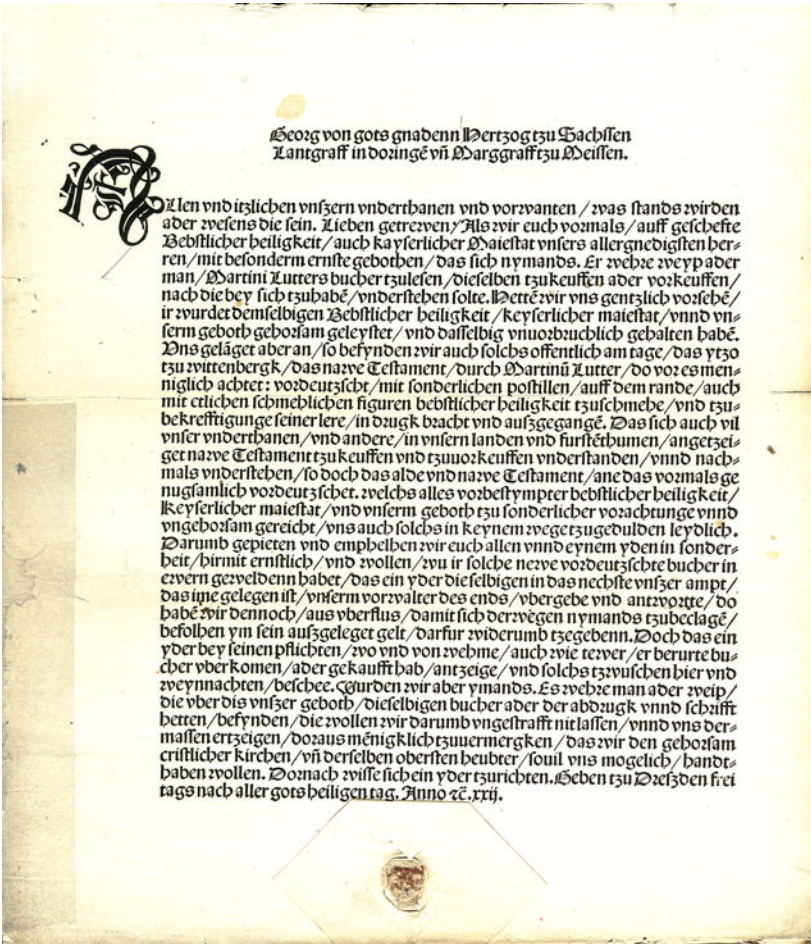 Georg von gots gnadenn Hertzog tzu Sachssen
Lantgraff in doringē vn̄ Marggraff tzu Meissen.
ALlen vnd itzlichen vnszern vnderthanen vnd vorwanten / was stands wirden
ader wesens die sein. Lieben getrewen / Als wir euch vormals / auff geschefte
Bebstlicher heiligkeit / auch kayserlicher Maiestat vnsers allergnedigsten her⸗
ren / mit besonderm ernste gebothen / das sich nymands. Er wehre weyp ader
man / Martini Lutters bucher tzulesen / dieselben tzukeuffen ader vorkeuffen /
nach die bey sich tzuhabē / vnderstehen solte. Hettē wir vns gentzlich vorsehē /
ir wurdet demselbigen Bebstlicher heiligkeit / keyserlicher maiestat / vnnd vn⸗
serm geboth gehorsam geleystet / vnd dasselbig vnuorbruchlich gehalten habē.
Vns gelāget aber an / so befynden wir auch solchs offentlich am tage / das ytzo
tzu wittenbergk / das nawe Testament / durch Martinū Lutter / do vor es men⸗
niglich achtet : vordeutzscht / mit sonderlichen postillen / auff dem rande / auch
mit etlichen schmehlichen figuren bebstlicher heiligkeit tzuschmehe / vnd tzu⸗
bekrefftigunge seiner lere / in drugk bracht vnd auszgegangē. Das sich auch vil
vnser vnderthanen / vnd andere / in vnsern landen vnd furstēthumen / angetzei⸗
get nawe Testament tzukeuffen vnd tzuuorkeuffen vnderstanden / vnnd nach⸗
mals vnderstehen / so doch das alde vnd nawe Testament / ane das vormals ge
nugsamlich vordeutzschet. welchs alles vorbestympter bebstlicher heiligkeit /
Keyserlicher maiestat / vnd vnserm geboth tzu sonderlicher vorachtunge vnnd
vngehorsam gereicht / vns auch solchs in keynem wege tzugedulden leydlich.
Darumb gepieten vnd emphelhen wir euch allen vnnd eynem yden in sonder⸗
heit / hirmit ernstlich / vnd wollen / wu ir solche newe vordeutzschte bucher in
ewern geweldenn habet / das ein yder die selbigen in das nechste vnszer ampt /
das ime gelegen ist / vnserm vorwalter des ends / vbergebe vnd antwortte / do
habē wir dennoch / aus vberflus / damit sich derwegen nymands tzubeclagē /
befolhen ym sein auszgeleget gelt / darfur widerumb tzegebenn. Doch das ein
yder bey seinen pflichten / wo vnd von wehme / auch wie tewer / er berurte bu⸗
cher vberkomen / ader gekaufft hab / antzeige / vnd solchs tzwuschen hier vnd
weynnachten / beschee. Wurden wir aber ymands. Es wehre man ader weip /
die vber dis vnszer geboth / dieselbigen bucher ader der abdrugk vnnd schrifft
hetten / befynden / die wollen wir darumb vngestrafft nit lassen / vnnd vns der⸗
massen ertzeigen / doraus mēnigklich tzuuermergken / das wir den gehorsam
cristlicher kirchen / vn̄ derselben obersten heubter / souil vns mogelich / handt⸗
haben wollen. Dornach wisse sich ein yder tzurichten. Geben tzu Dreszden frei
tags nach aller gots heiligen tag. Anno ꝛc̄. xxij.